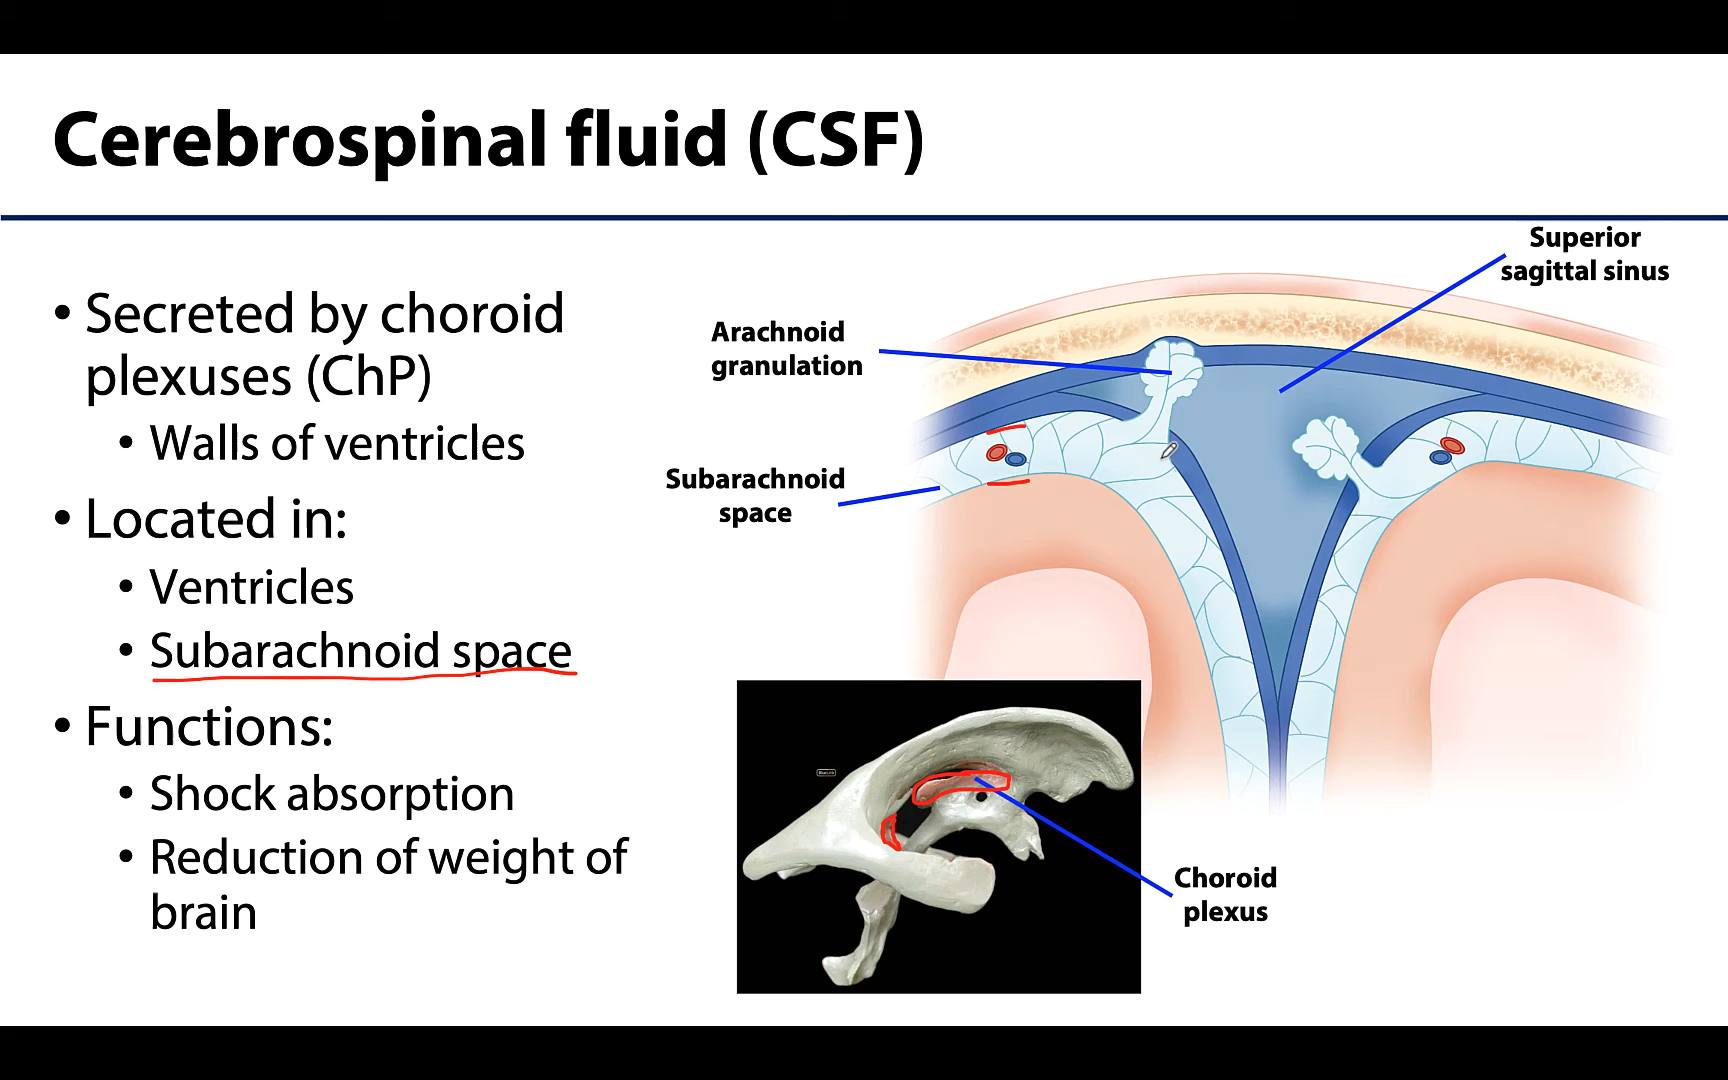 Cerebrospinal fluid (CSF)
• Secreted by choroid
plexuses (ChP)
• Walls of ventricles
• Located in:
• Ventricles
• Subarachnoid space
• Functions:
• Shock absorption
• Reduction of weight of
brain
Superior
sagittal sinus
Arachnoid
granulation
Subarachnoid
space
Choroid
plexus